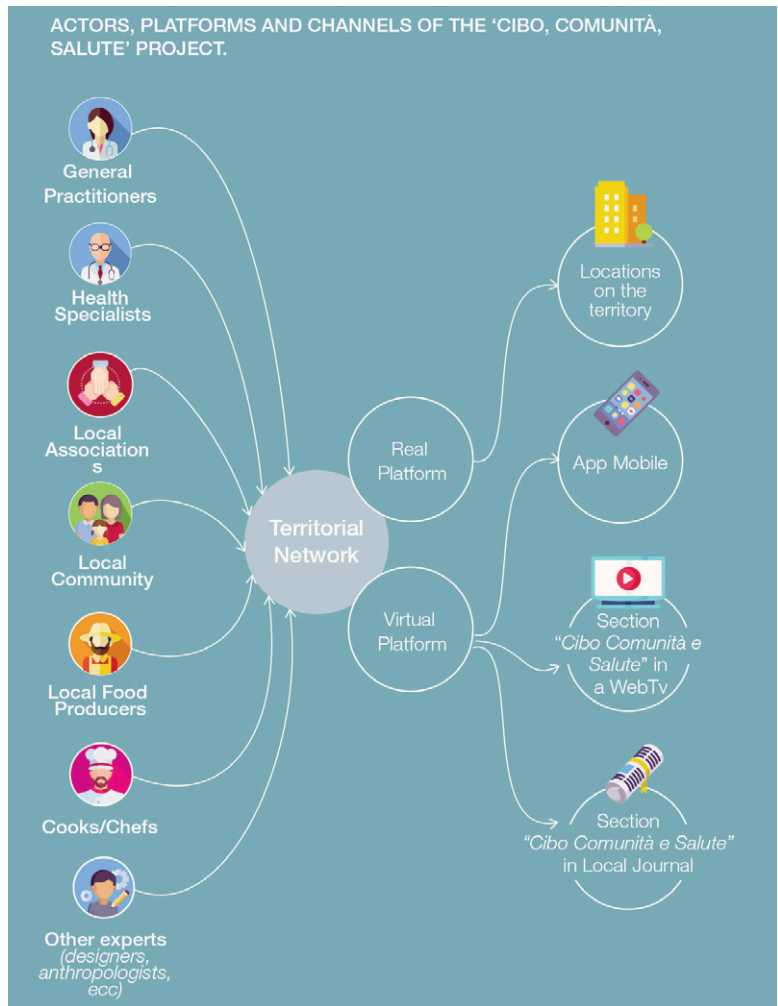 ACTORS, PLATFORMS AND CHANNELS OF THE ‘CIBO, COMUNITÀ,
SALUTE’ PROJECT.
General
Practitioners
Health
Specialists
Local
Association
s
Local
Community
Local Food
Producers
Cooks/Chefs
Other experts
(designers,
anthropologists,
ecc)
Territorial
Network
Real
Platform
Virtual
Platform
Locations
on the
territory
App Mobile
Section
“Cibo Comunità e
Salute” in
a WebTv
Section
“Cibo Comunità e Salute”
in Local Journal